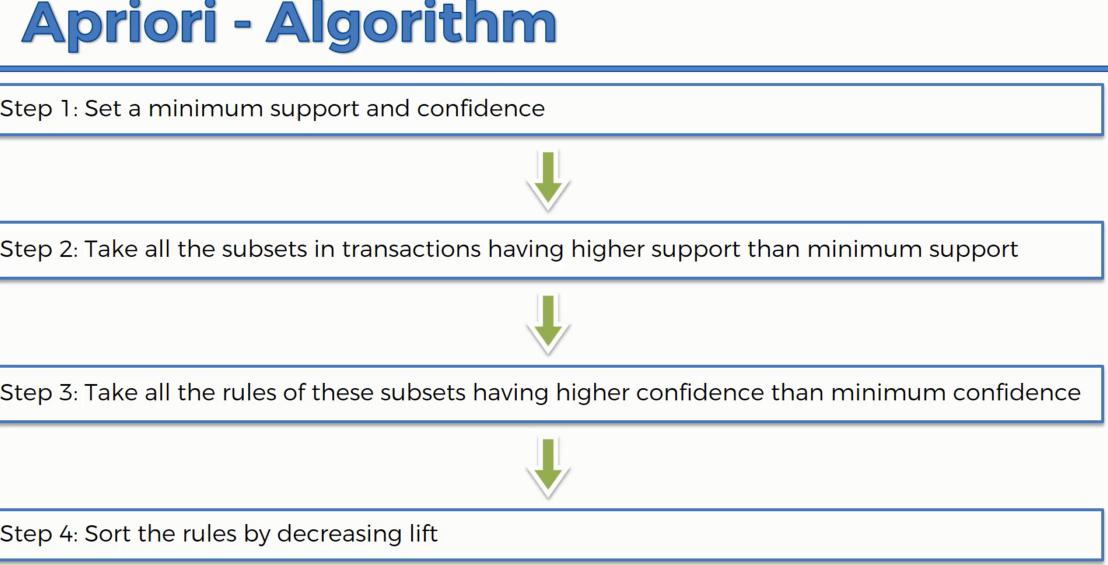 Apriori - Algorithm
Step 1: Set a minimum support and confidence
Step 2: Take all the subsets in transactions having higher support than minimum support
Step 3: Take all the rules of these subsets having higher confidence than minimum confidence
Step 4: Sort the rules by decreasing lift